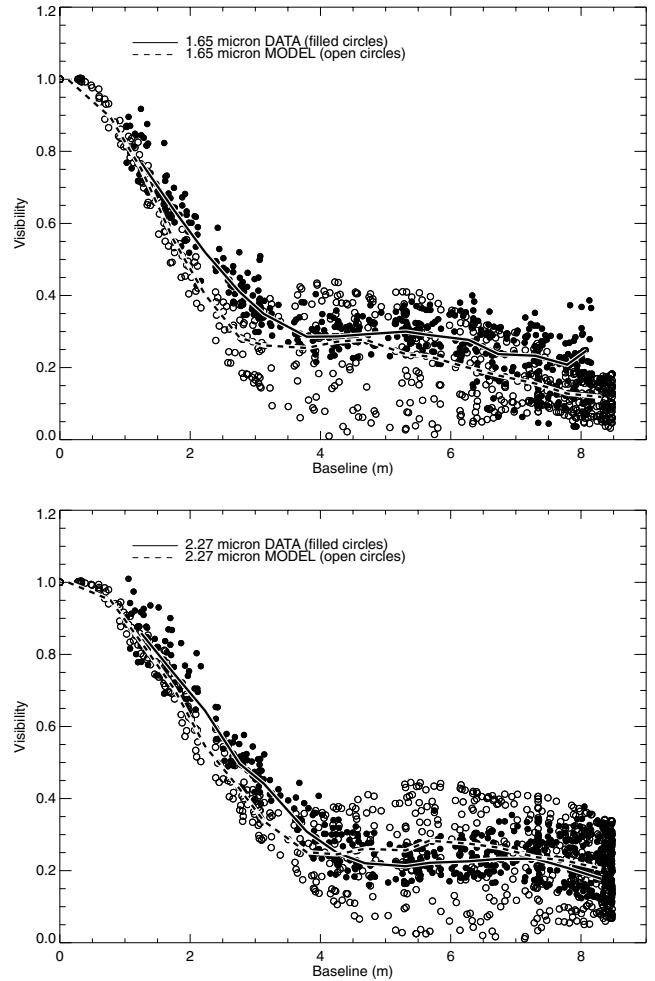 1.2
1.65 micron DATA (filled circles)
1.65 micron MODEL (open circles)
1.0
0.8
Visibility
0.6
0.4
0.2
0.0
0 2 4 6 8
Baseline (m)
1.2
2.27 micron DATA (filled circles)
2.27 micron MODEL (open circles)
1.0
0.8
Visibility
0.6
0.4
0.2
0.0
0 2 4 6 8
Baseline (m)